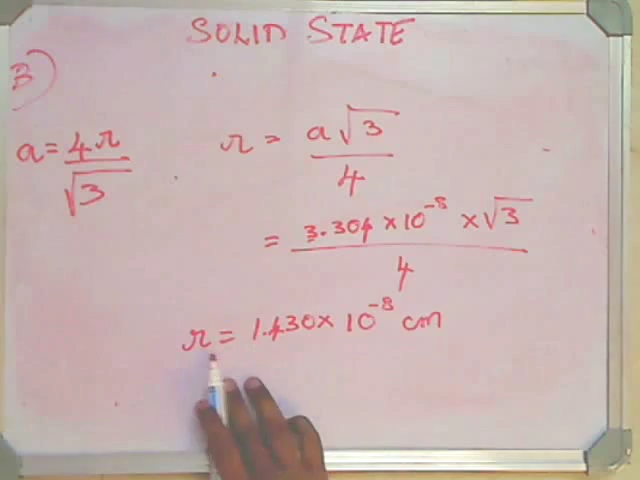 SOLID STATE
3)
a = 4r / √3
r = a√3 / 4
= 3.304 × 10⁻⁸ × √3 / 4
r = 1.430 × 10⁻⁸ cm